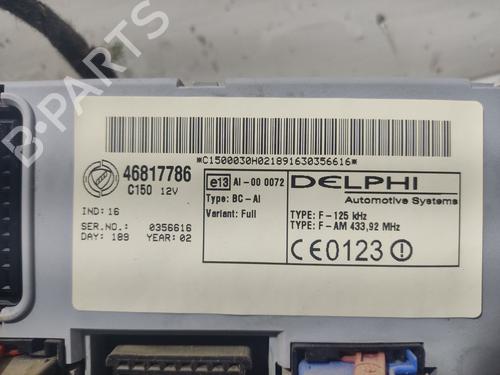 B-PARTS
*C1500030H021891630356616*
46817786
C150 12V
IND: 16
SER.NO.: 0356616
DAY: 189 YEAR: 02
e13 AI-00 0072
Type: BC-AI
Variant: Full
DELPHI
Automotive Systems
TYPE: F - 125 kHz
TYPE: F - AM 433,92 MHz
CE0123